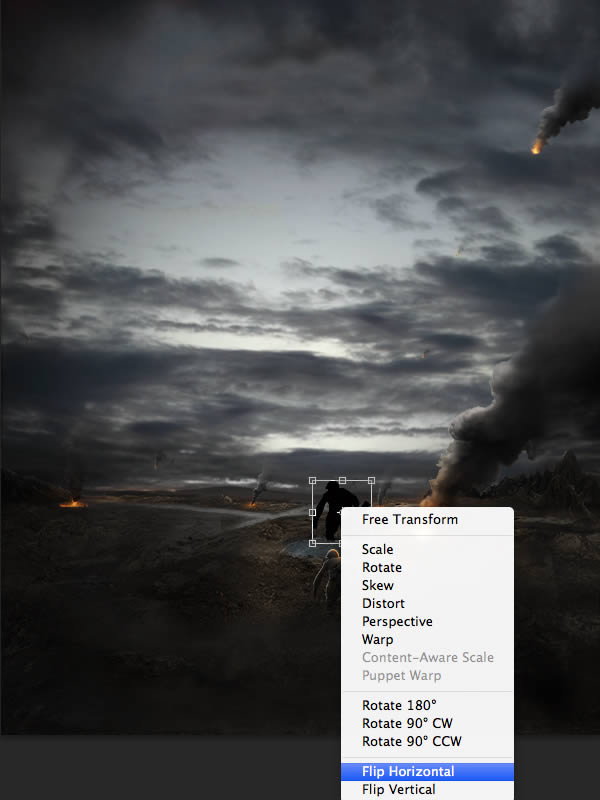 Free Transform
Scale
Rotate
Skew
Distort
Perspective
Warp
Content-Aware Scale
Puppet Warp
Rotate 180°
Rotate 90° CW
Rotate 90° CCW
Flip Horizontal
Flip Vertical